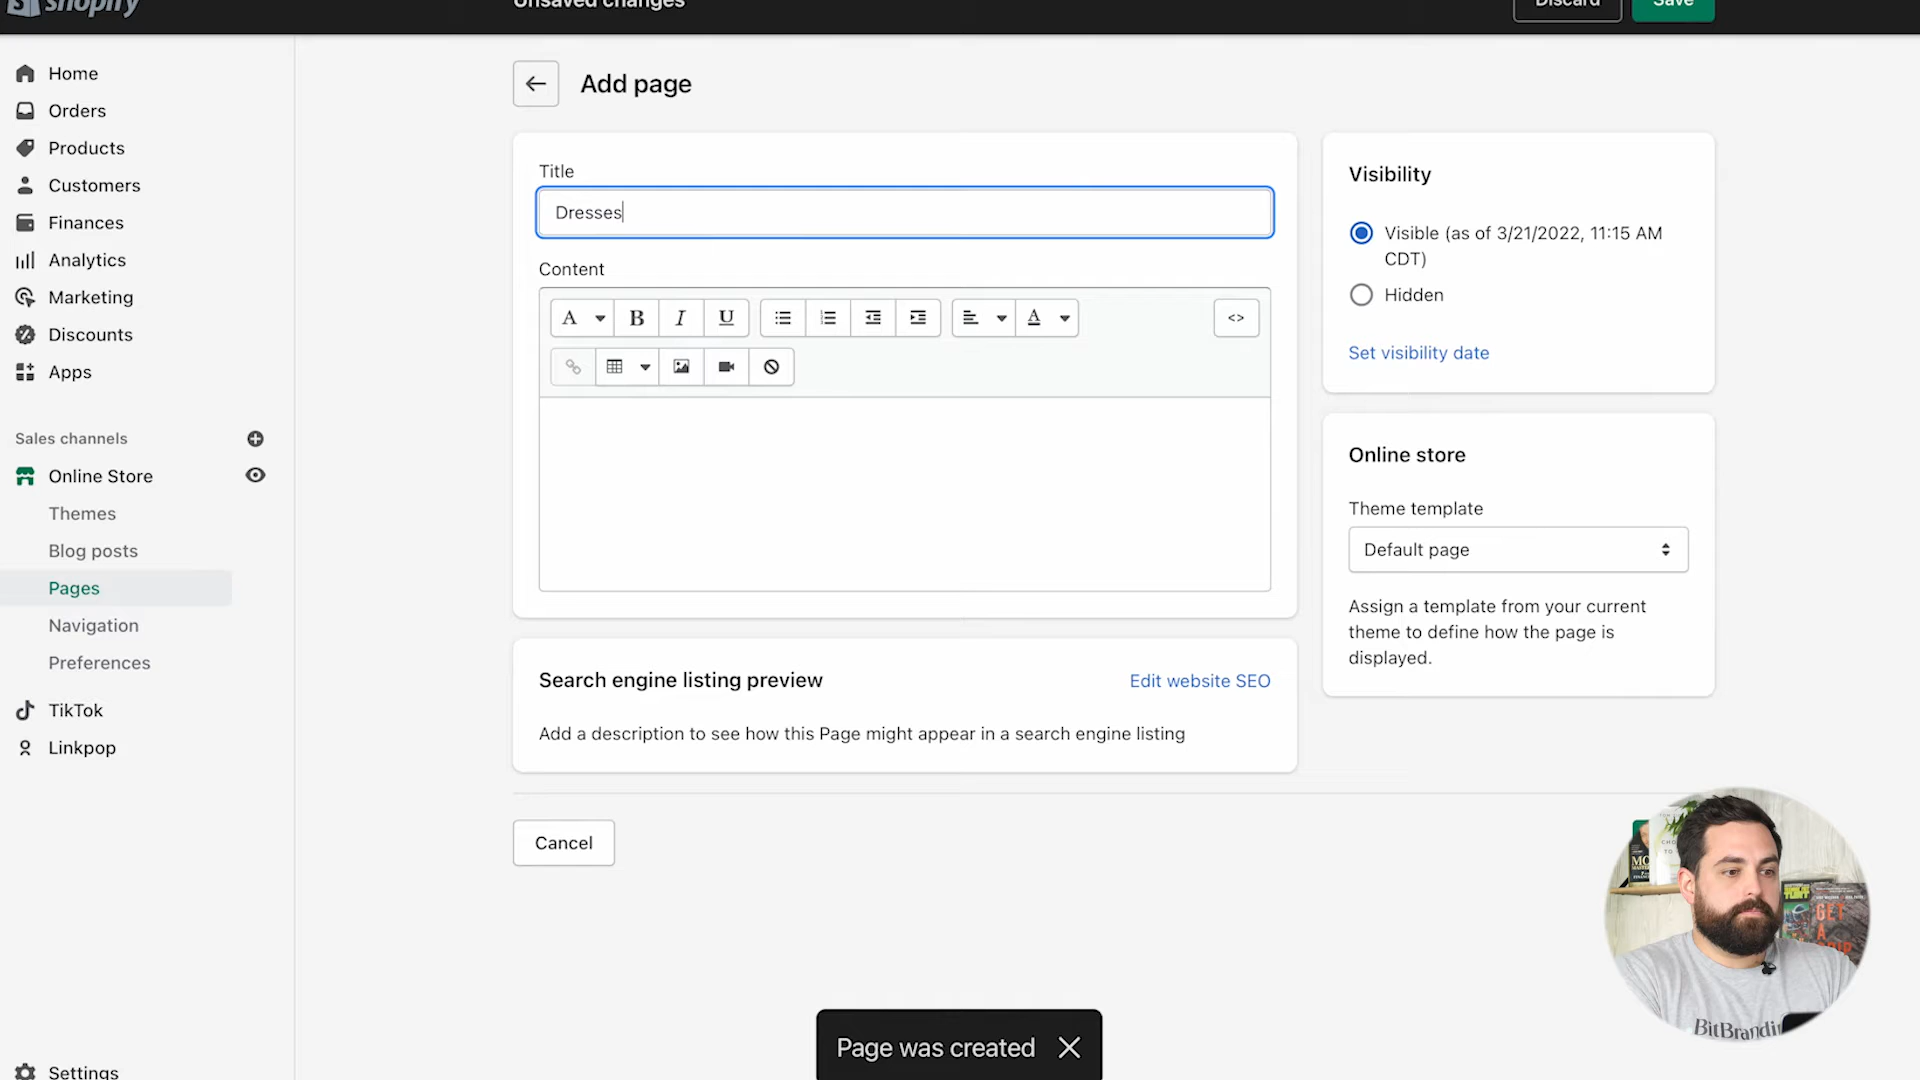 shopify
Unsaved changes
Discard
Save
Home
Orders
Products
Customers
Finances
Analytics
Marketing
Discounts
Apps
Sales channels
Online Store
Themes
Blog posts
Pages
Navigation
Preferences
TikTok
Linkpop
Settings
Add page
Title
Dresses
Content
A
B
I
U
A
<>
Search engine listing preview
Edit website SEO
Add a description to see how this Page might appear in a search engine listing
Cancel
Visibility
Visible (as of 3/21/2022, 11:15 AM
CDT)
Hidden
Set visibility date
Online store
Theme template
Default page
Assign a template from your current
theme to define how the page is
displayed.
GET
A
Page was created